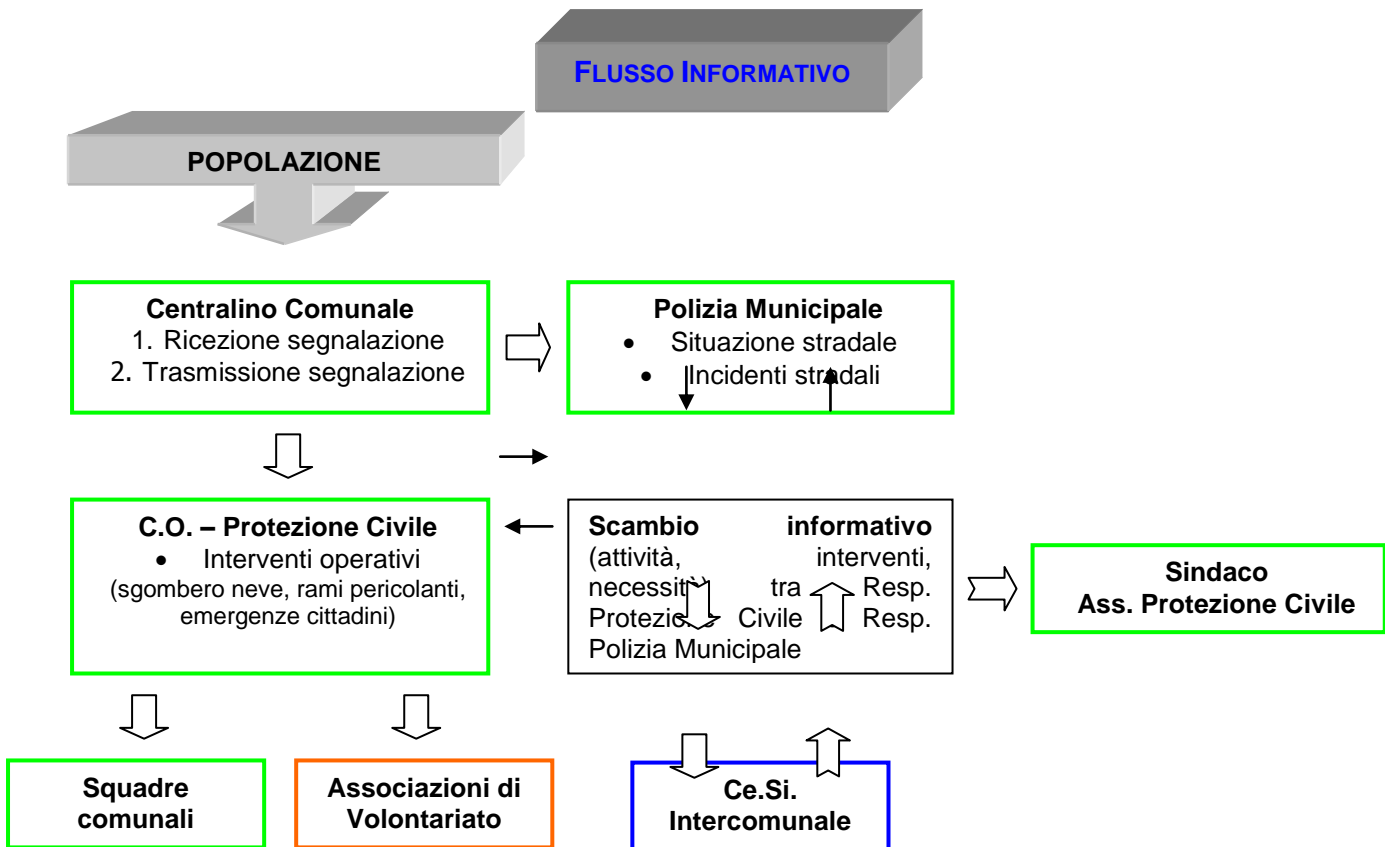 FLUSSO INFORMATIVO
POPOLAZIONE
Centralino Comunale
1. Ricezione segnalazione
2. Trasmissione segnalazione
Polizia Municipale
• Situazione stradale
• Incidenti stradali
C.O. – Protezione Civile
• Interventi operativi
(sgombero neve, rami pericolanti,
emergenze cittadini)
Scambio informativo
(attività, interventi,
necessità tra Resp.
Protezione Civile Resp.
Polizia Municipale
Sindaco
Ass. Protezione Civile
Squadre
comunali
Associazioni di
Volontariato
Ce.Si.
Intercomunale